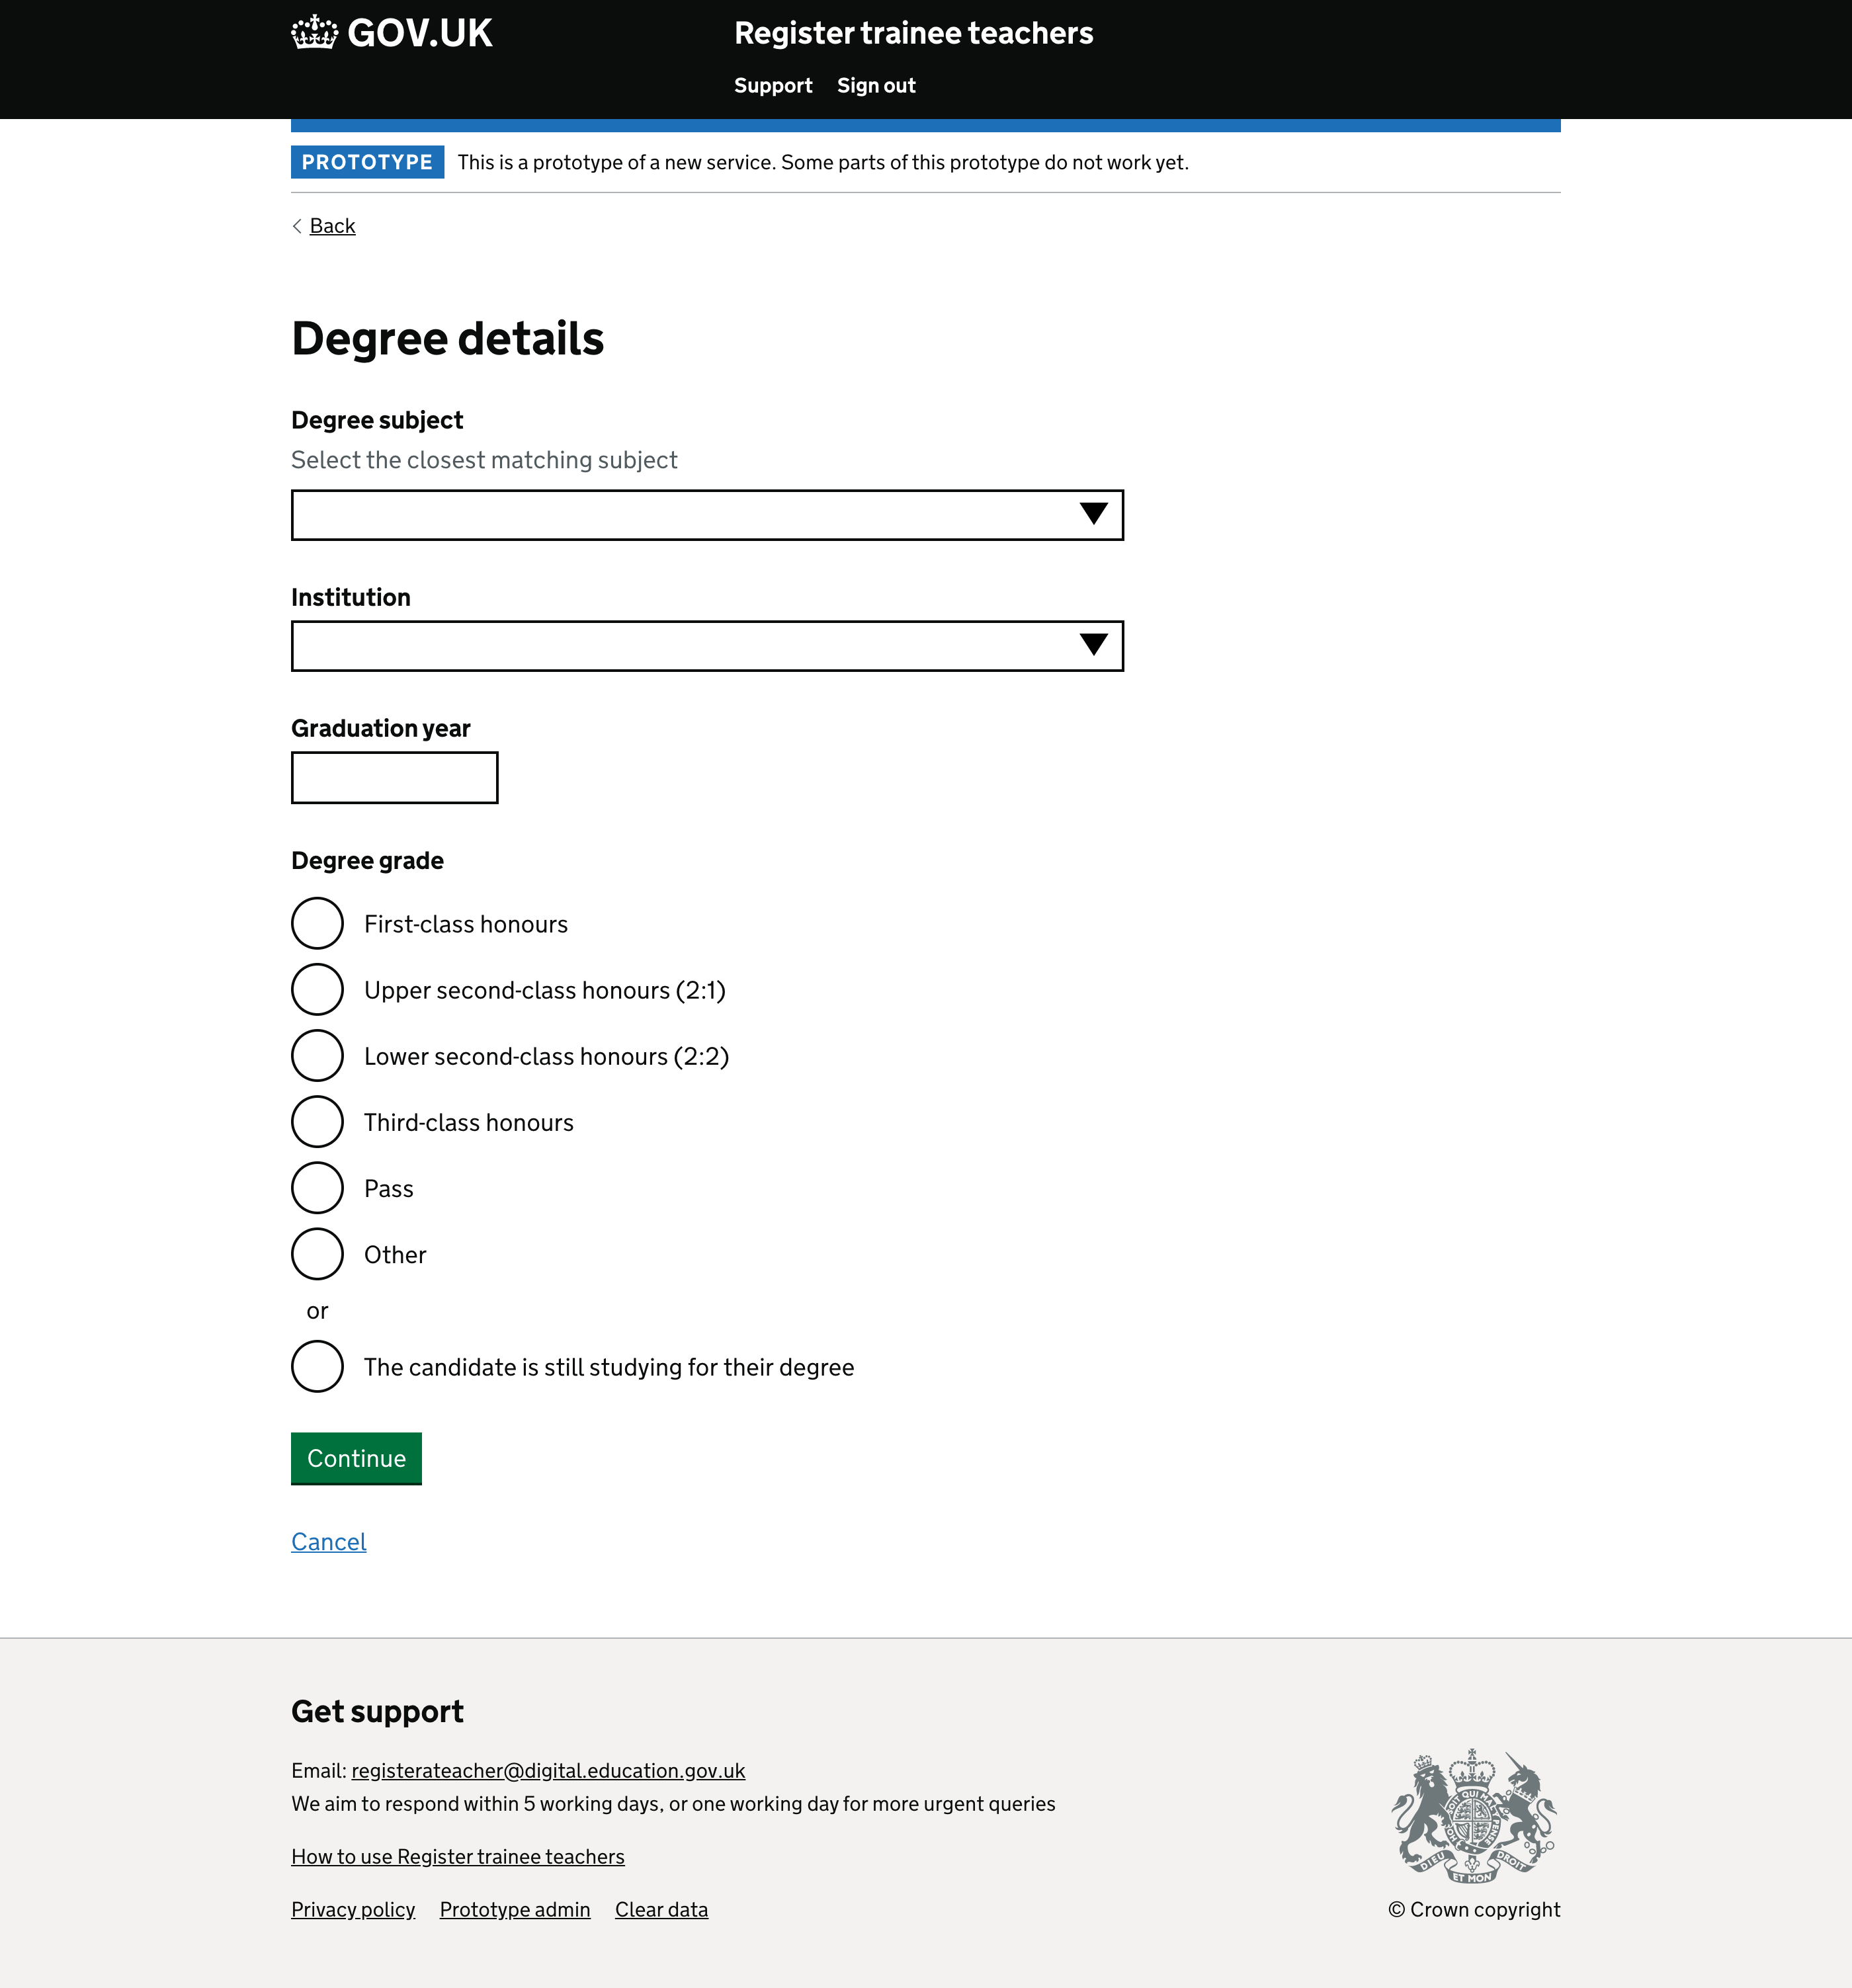 GOV.UK
Register trainee teachers
Support Sign out
PROTOTYPE This is a prototype of a new service. Some parts of this prototype do not work yet.
Back
Degree details
Degree subject
Select the closest matching subject
Institution
Graduation year
Degree grade
First-class honours
Upper second-class honours (2:1)
Lower second-class honours (2:2)
Third-class honours
Pass
Other
or
The candidate is still studying for their degree
Continue
Cancel
Get support
Email: registerateacher@digital.education.gov.uk
We aim to respond within 5 working days, or one working day for more urgent queries
How to use Register trainee teachers
Privacy policy Prototype admin Clear data
DIEU ET MON DROIT
© Crown copyright